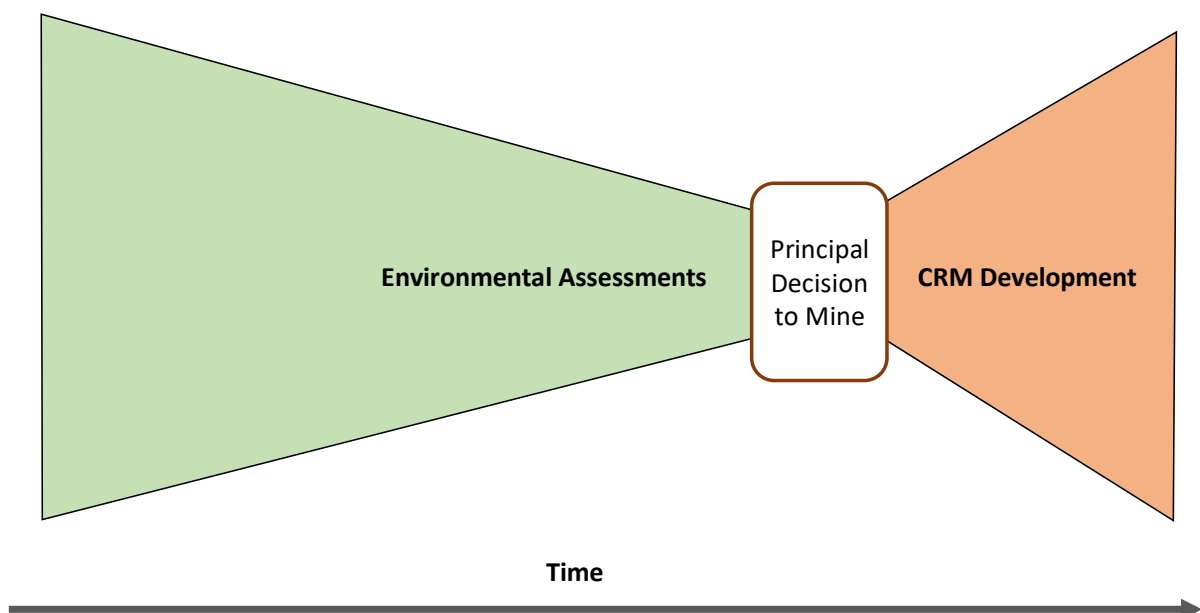 Environmental Assessments
Principal
Decision
to Mine
CRM Development
Time